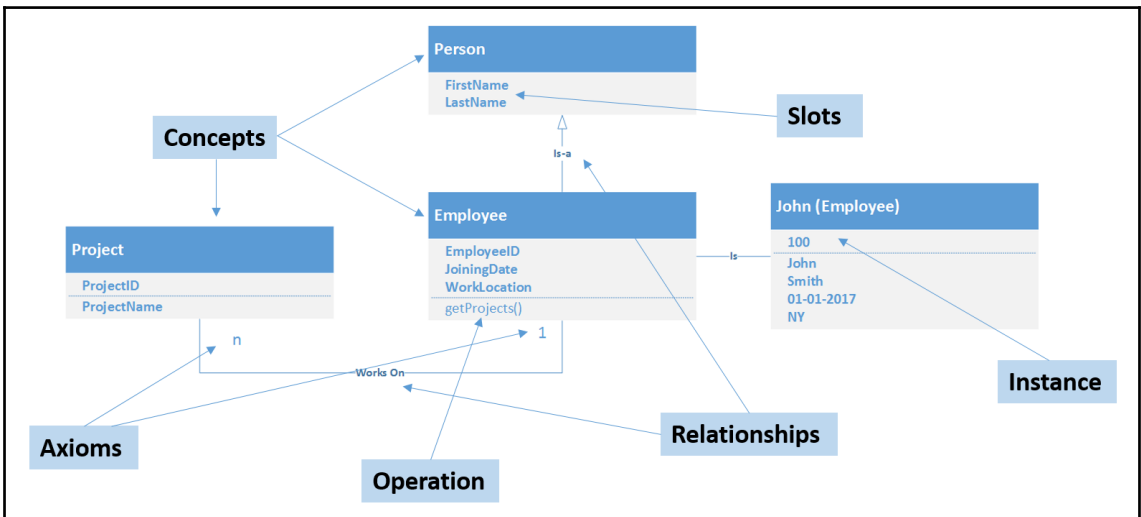 Person
FirstName
LastName
Slots
Concepts
Is-a
Employee
EmployeeID
JoiningDate
WorkLocation
getProjects()
John (Employee)
100
John
Smith
01-01-2017
NY
Is
Project
ProjectID
ProjectName
n
1
Works On
Instance
Axioms
Relationships
Operation